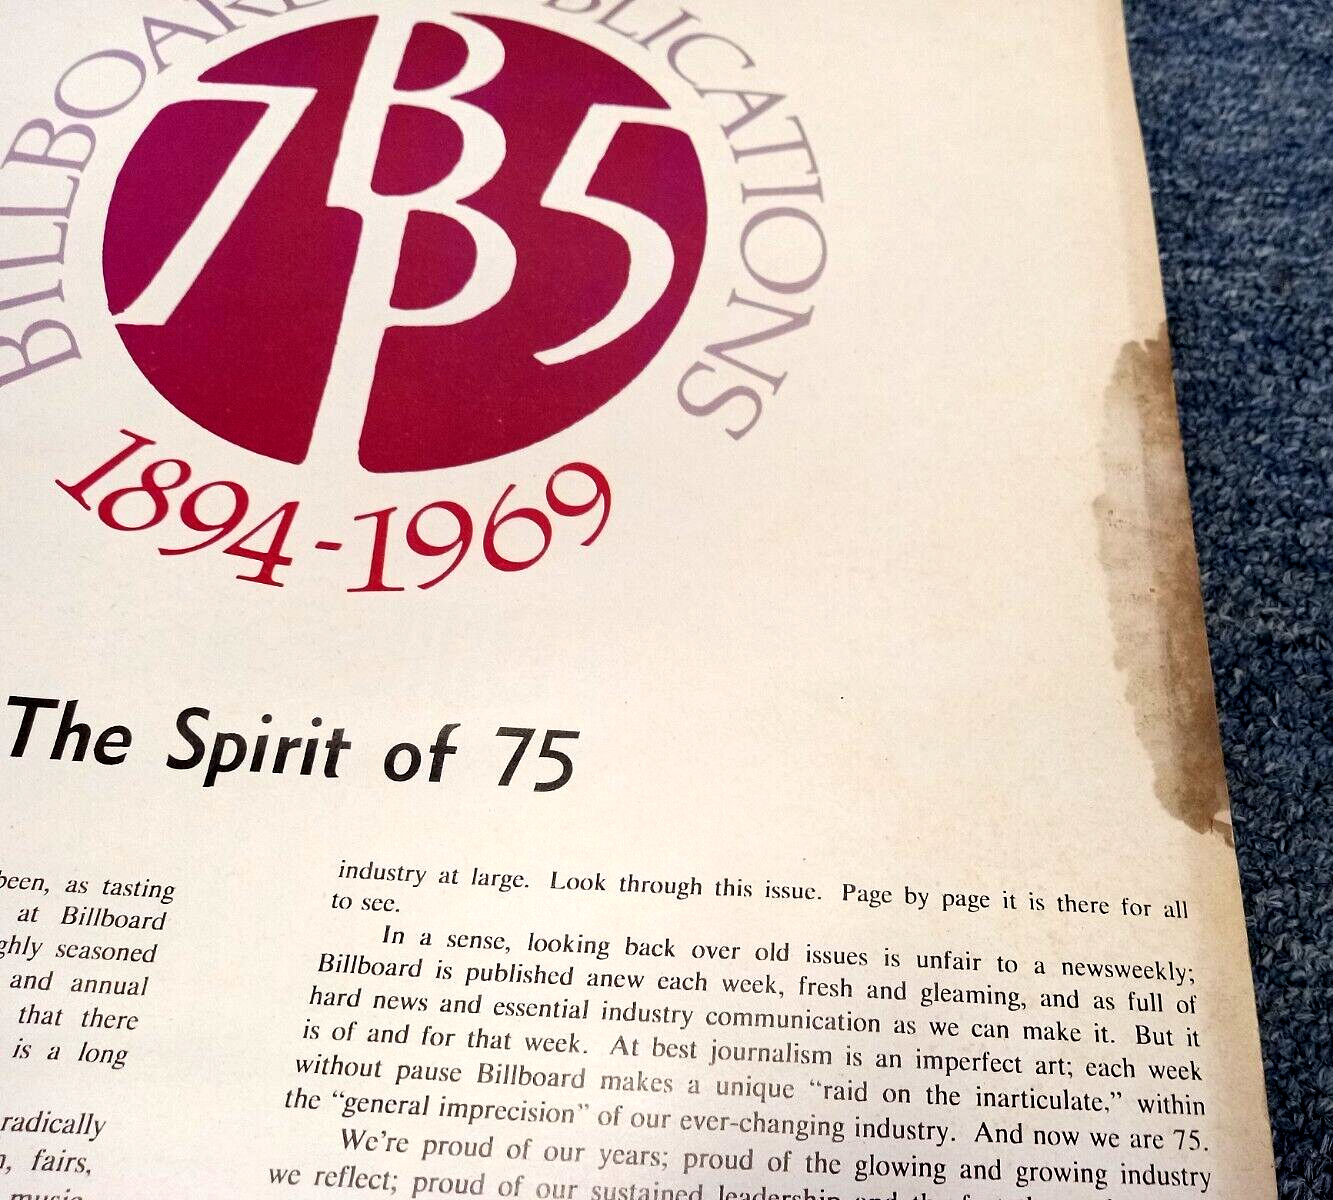 BILLBOARD PUBLICATIONS
7 BP 5
1894-1969
The Spirit of 75
been, as tasting
at Billboard
ghly seasoned
and annual
that there
is a long
radically
, fairs,
music
industry at large. Look through this issue. Page by page it is there for all
to see.
In a sense, looking back over old issues is unfair to a newsweekly;
Billboard is published anew each week, fresh and gleaming, and as full of
hard news and essential industry communication as we can make it. But it
is of and for that week. At best journalism is an imperfect art; each week
without pause Billboard makes a unique “raid on the inarticulate,” within
the “general imprecision” of our ever-changing industry. And now we are 75.
We’re proud of our years; proud of the glowing and growing industry
we reflect; proud of our sustained leadership and the